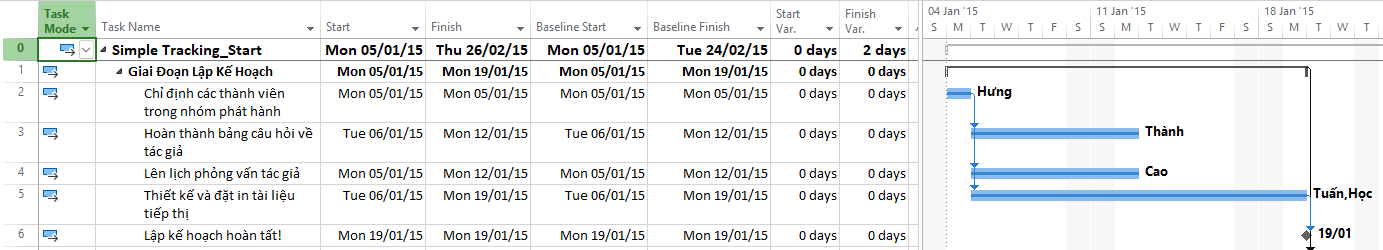 Task Mode Task Name Start Finish Baseline Start Baseline Finish Start Var. Finish Var.
04 Jan '15 11 Jan '15 18 Jan '15
S M T W T F S S M T W T F S S M T W T
0 Simple Tracking_Start Mon 05/01/15 Thu 26/02/15 Mon 05/01/15 Tue 24/02/15 0 days 2 days
1 Giai Đoạn Lập Kế Hoạch Mon 05/01/15 Mon 19/01/15 Mon 05/01/15 Mon 19/01/15 0 days 0 days
2 Chỉ định các thành viên trong nhóm phát hành Mon 05/01/15 Mon 05/01/15 Mon 05/01/15 Mon 05/01/15 0 days 0 days Hưng
3 Hoàn thành bảng câu hỏi về tác giả Tue 06/01/15 Mon 12/01/15 Tue 06/01/15 Mon 12/01/15 0 days 0 days Thành
4 Lên lịch phỏng vấn tác giả Mon 05/01/15 Mon 12/01/15 Mon 05/01/15 Mon 12/01/15 0 days 0 days Cao
5 Thiết kế và đặt in tài liệu tiếp thị Tue 06/01/15 Mon 19/01/15 Tue 06/01/15 Mon 19/01/15 0 days 0 days Tuấn,Học
6 Lập kế hoạch hoàn tất! Mon 19/01/15 Mon 19/01/15 Mon 19/01/15 Mon 19/01/15 0 days 0 days 19/01